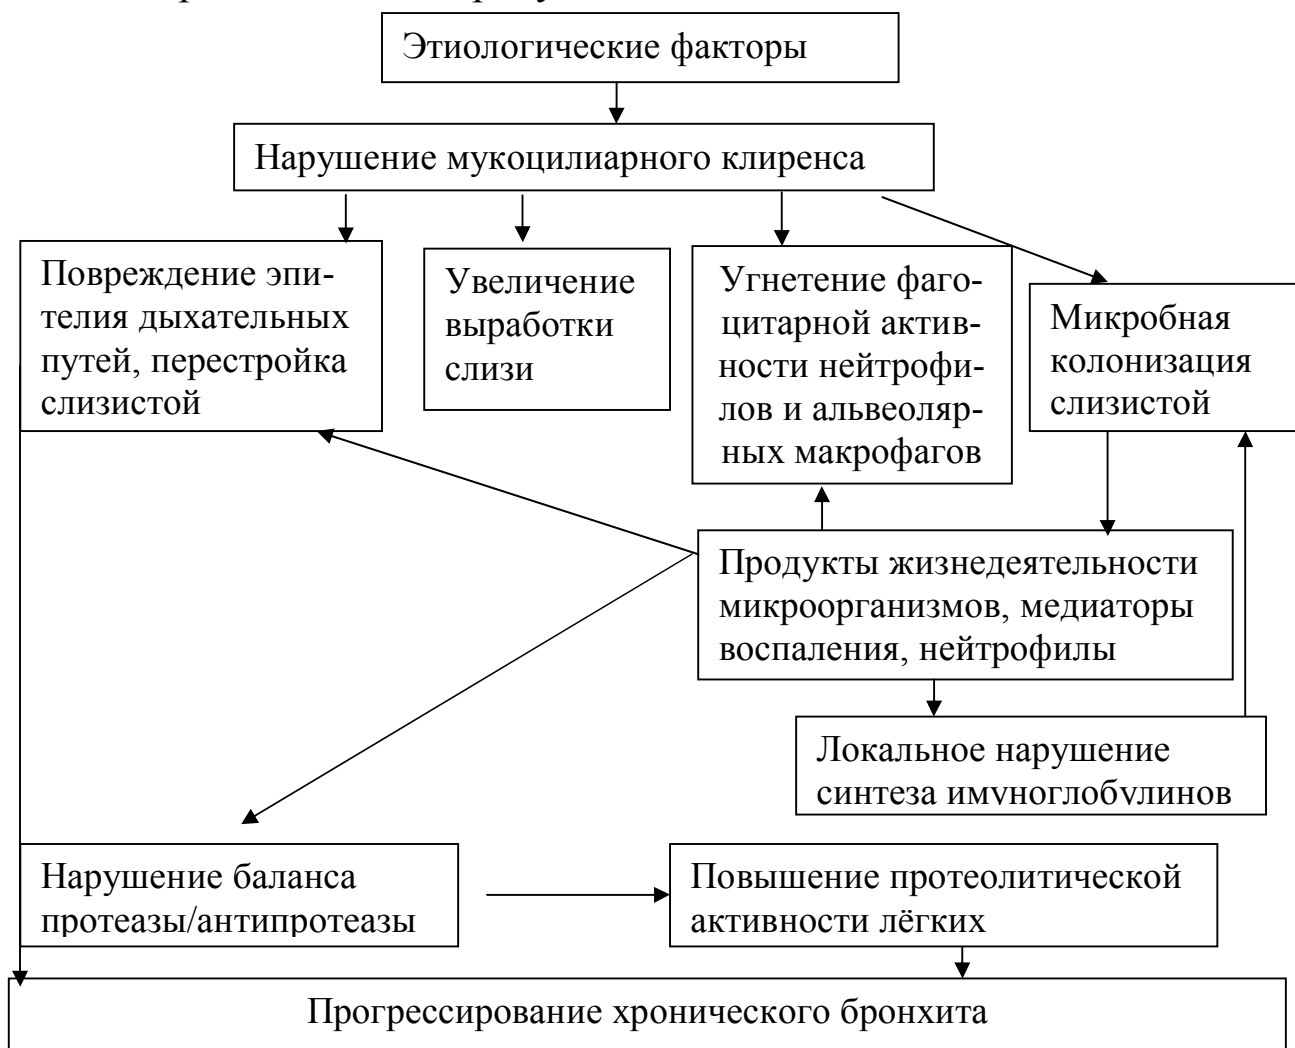 Этиологические факторы
Нарушение мукоцилиарного клиренса
Повреждение эпи-
телия дыхательных
путей, перестройка
слизистой
Увеличение
выработки
слизи
Угнетение фаго-
цитарной актив-
ности нейтрофи-
лов и альвеоляр-
ных макрофагов
Микробная
колонизация
слизистой
Продукты жизнедеятельности
микроорганизмов, медиаторы
воспаления, нейтрофилы
Локальное нарушение
синтеза имуноглобулинов
Нарушение баланса
протеазы/антипротеазы
Повышение протеолитической
активности лёгких
Прогрессирование хронического бронхита